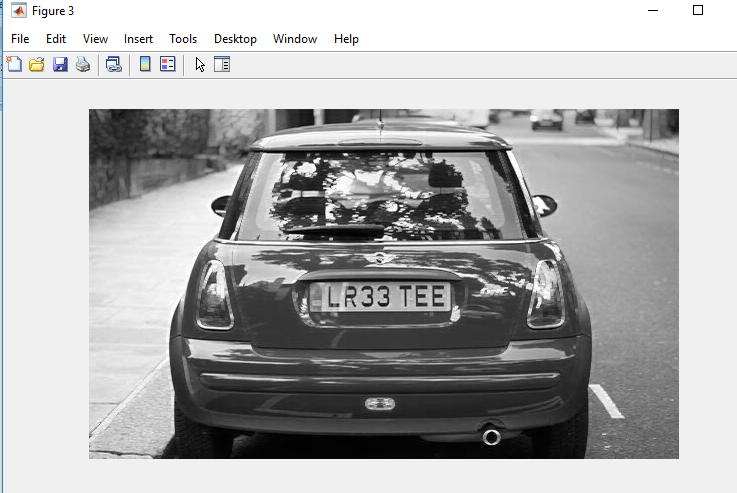 Figure 3
File Edit View Insert Tools Desktop Window Help
LR33 TEE